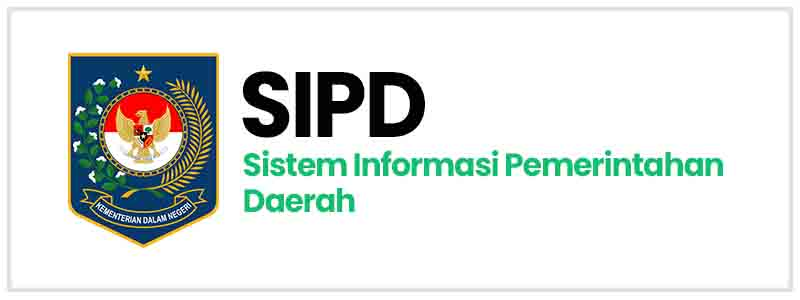 SIPD
Sistem Informasi Pemerintahan
Daerah
KEMENTERIAN DALAM NEGERI